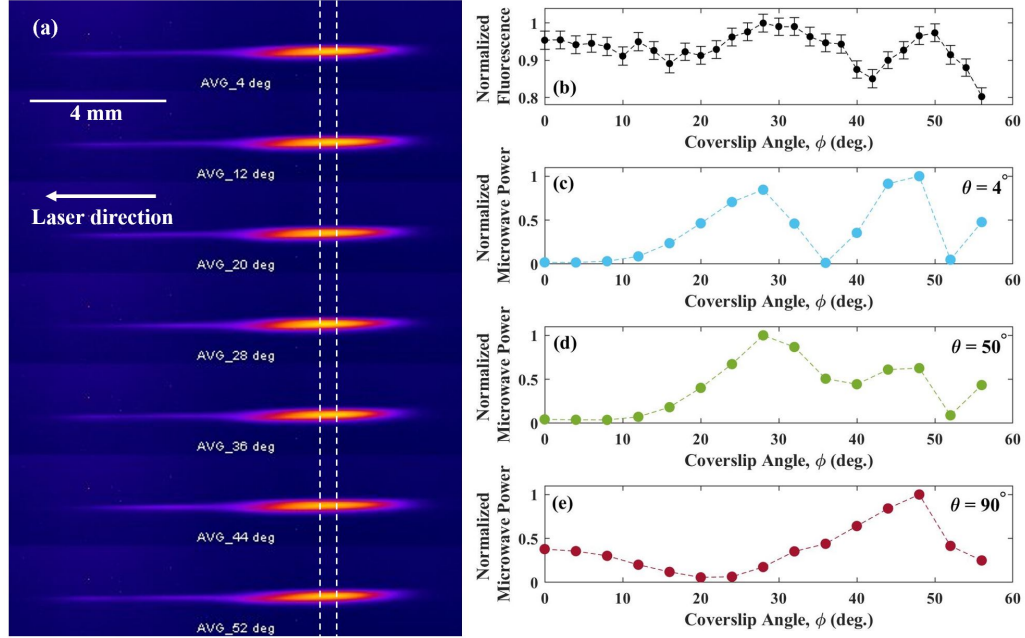 (a)
AVG_4 deg
4 mm
AVG_12 deg
Laser direction
AVG_20 deg
AVG_28 deg
AVG_36 deg
AVG_44 deg
AVG_52 deg
Normalized
Fluorescence
1
0.9
0.8
(b)
0 10 20 30 40 50 60
Coverslip Angle, ϕ (deg.)
Normalized
Microwave Power
1
0.5
0
(c)
θ = 4°
0 10 20 30 40 50 60
Coverslip Angle, ϕ (deg.)
Normalized
Microwave Power
1
0.5
0
(d)
θ = 50°
0 10 20 30 40 50 60
Coverslip Angle, ϕ (deg.)
Normalized
Microwave Power
1
0.5
0
(e)
θ = 90°
0 10 20 30 40 50 60
Coverslip Angle, ϕ (deg.)